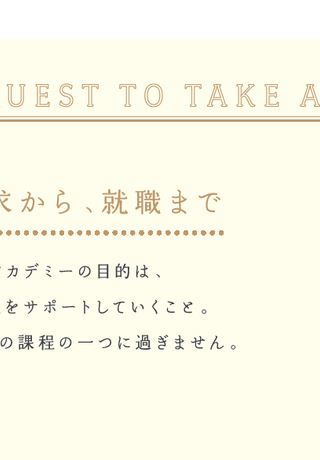 UEST TO TAKE A
から、就職まで
カデミーの目的は、
をサポートしていくこと。
の課程の一つに過ぎません。